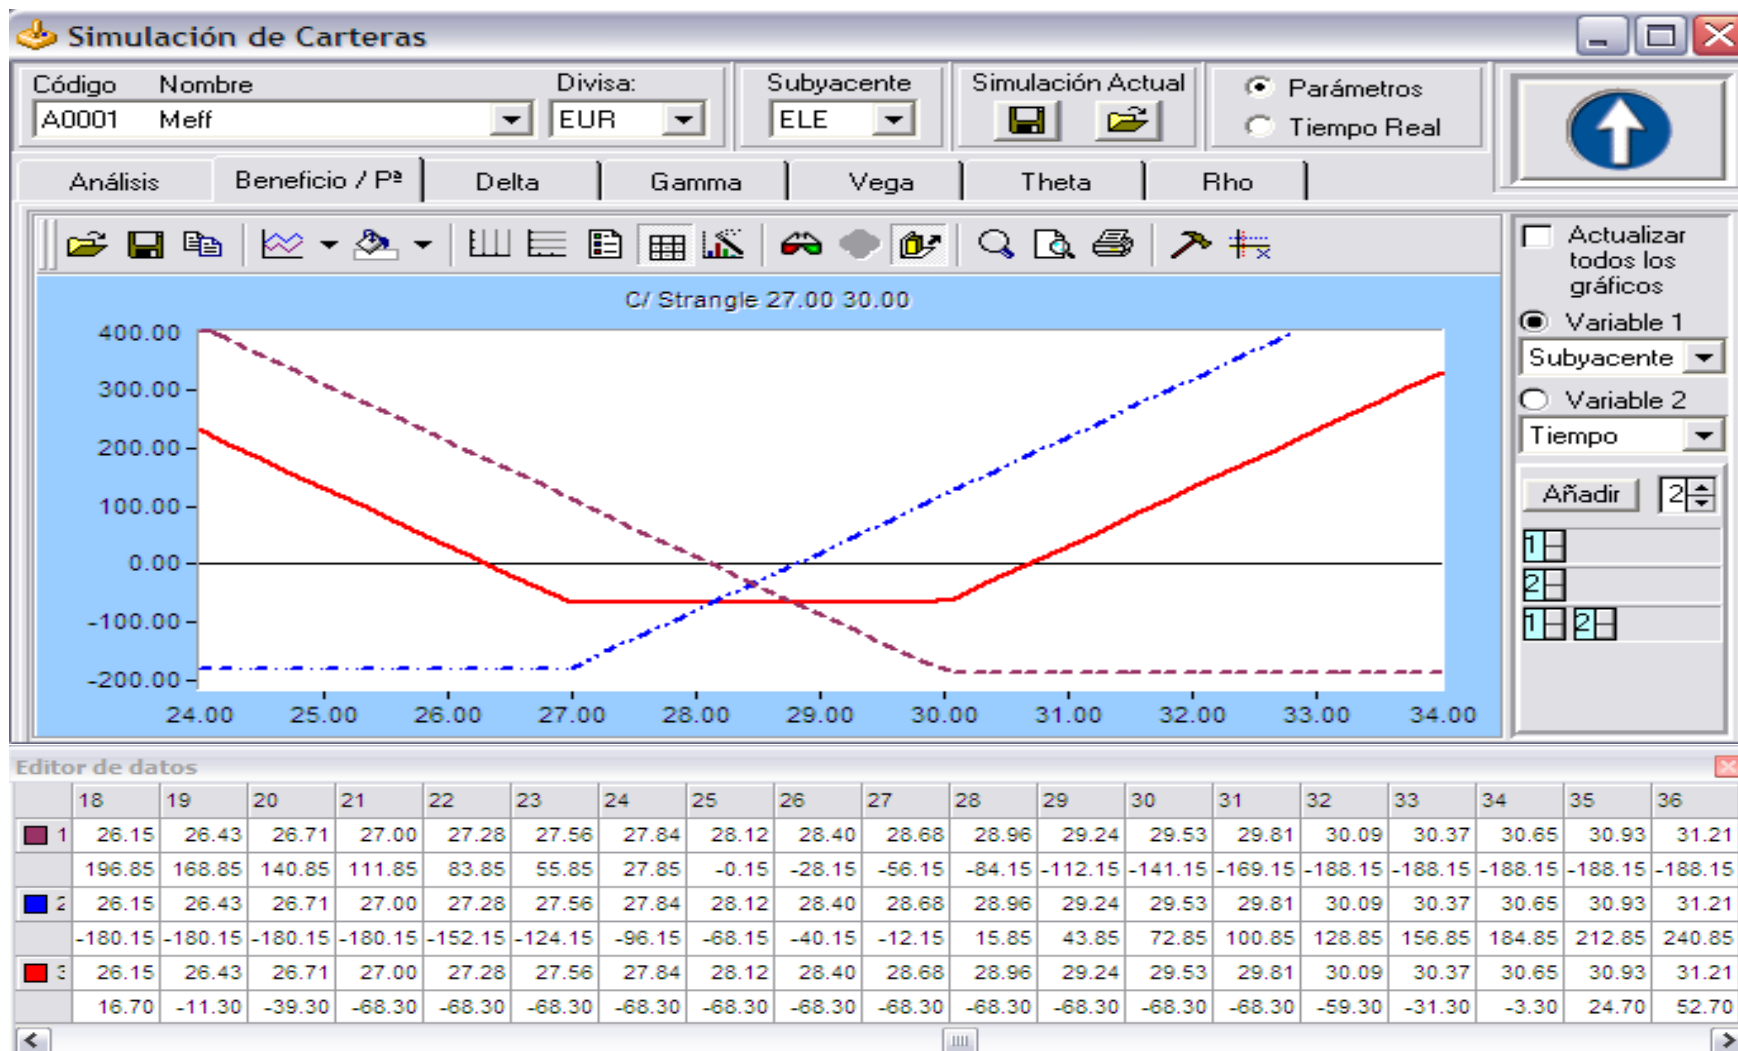 Simulación de Carteras
Código Nombre Divisa: Subyacente Simulación Actual Parámetros
A0001 Meff EUR ELE Tiempo Real
Análisis Beneficio / Pª Delta Gamma Vega Theta Rho
Actualizar
todos los
gráficos
Variable 1
Subyacente
Variable 2
Tiempo
Añadir 2
1
2
1 2
C/ Strangle 27.00 30.00
400.00
300.00
200.00
100.00
0.00
-100.00
-200.00
24.00 25.00 26.00 27.00 28.00 29.00 30.00 31.00 32.00 33.00 34.00
Editor de datos
18 19 20 21 22 23 24 25 26 27 28 29 30 31 32 33 34 35 36
1 26.15 26.43 26.71 27.00 27.28 27.56 27.84 28.12 28.40 28.68 28.96 29.24 29.53 29.81 30.09 30.37 30.65 30.93 31.21
196.85 168.85 140.85 111.85 83.85 55.85 27.85 -0.15 -28.15 -56.15 -84.15 -112.15 -141.15 -169.15 -188.15 -188.15 -188.15 -188.15 -188.15
2 26.15 26.43 26.71 27.00 27.28 27.56 27.84 28.12 28.40 28.68 28.96 29.24 29.53 29.81 30.09 30.37 30.65 30.93 31.21
-180.15 -180.15 -180.15 -180.15 -152.15 -124.15 -96.15 -68.15 -40.15 -12.15 15.85 43.85 72.85 100.85 128.85 156.85 184.85 212.85 240.85
3 26.15 26.43 26.71 27.00 27.28 27.56 27.84 28.12 28.40 28.68 28.96 29.24 29.53 29.81 30.09 30.37 30.65 30.93 31.21
16.70 -11.30 -39.30 -68.30 -68.30 -68.30 -68.30 -68.30 -68.30 -68.30 -68.30 -68.30 -68.30 -68.30 -59.30 -31.30 -3.30 24.70 52.70